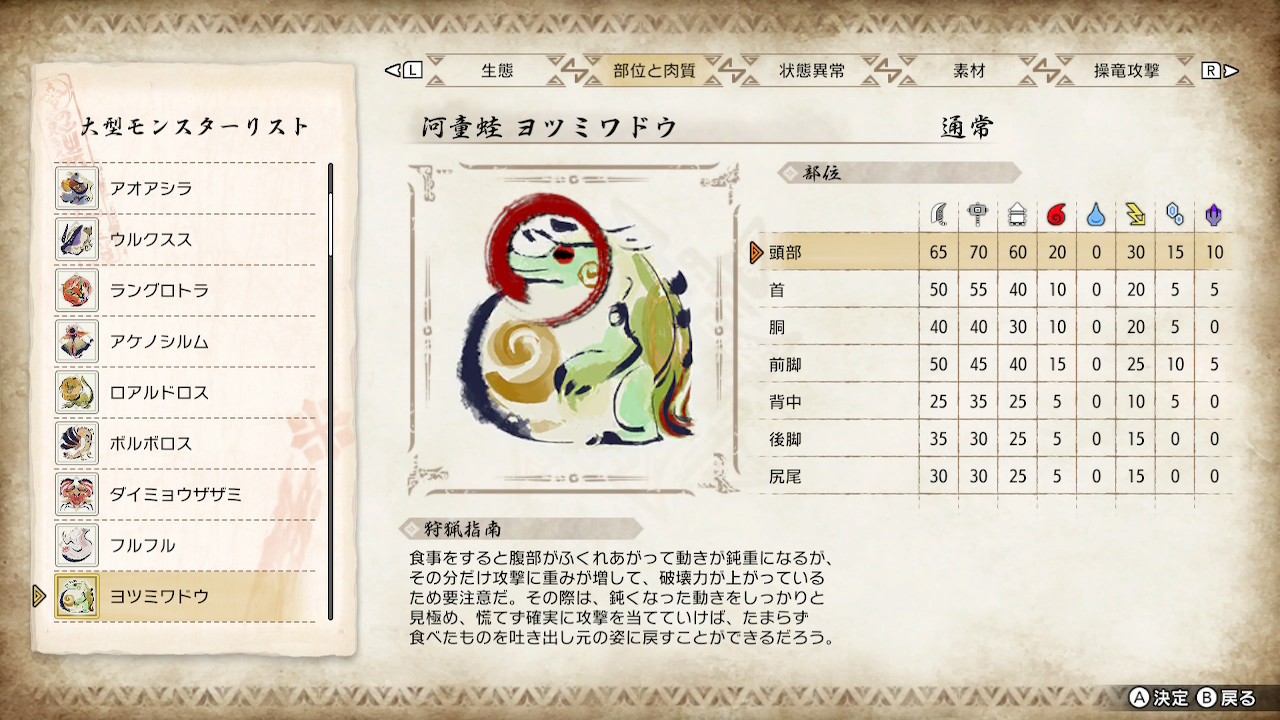 L 生態 部位と肉質 状態異常 素材 操竜攻撃 R
大型モンスターリスト
アオアシラ
ウルクスス
ラングロトラ
アケノシルム
ロアルドロス
ボルボロス
ダイミョウザザミ
フルフル
ヨツミワドウ
河童蛙 ヨツミワドウ 通常
部位
頭部 65 70 60 20 0 30 15 10
首 50 55 40 10 0 20 5 5
胴 40 40 30 10 0 20 5 0
前脚 50 45 40 15 0 25 10 5
背中 25 35 25 5 0 10 5 0
後脚 35 30 25 5 0 15 0 0
尻尾 30 30 25 5 0 15 0 0
狩猟指南
食事をすると腹部がふくれあがって動きが鈍重になるが、
その分だけ攻撃に重みが増して、破壊力が上がっている
ため要注意だ。その際は、鈍くなった動きをしっかりと
見極め、慌てず確実に攻撃を当てていけば、たまらず
食べたものを吐き出し元の姿に戻すことができるだろう。
A 決定 B 戻る